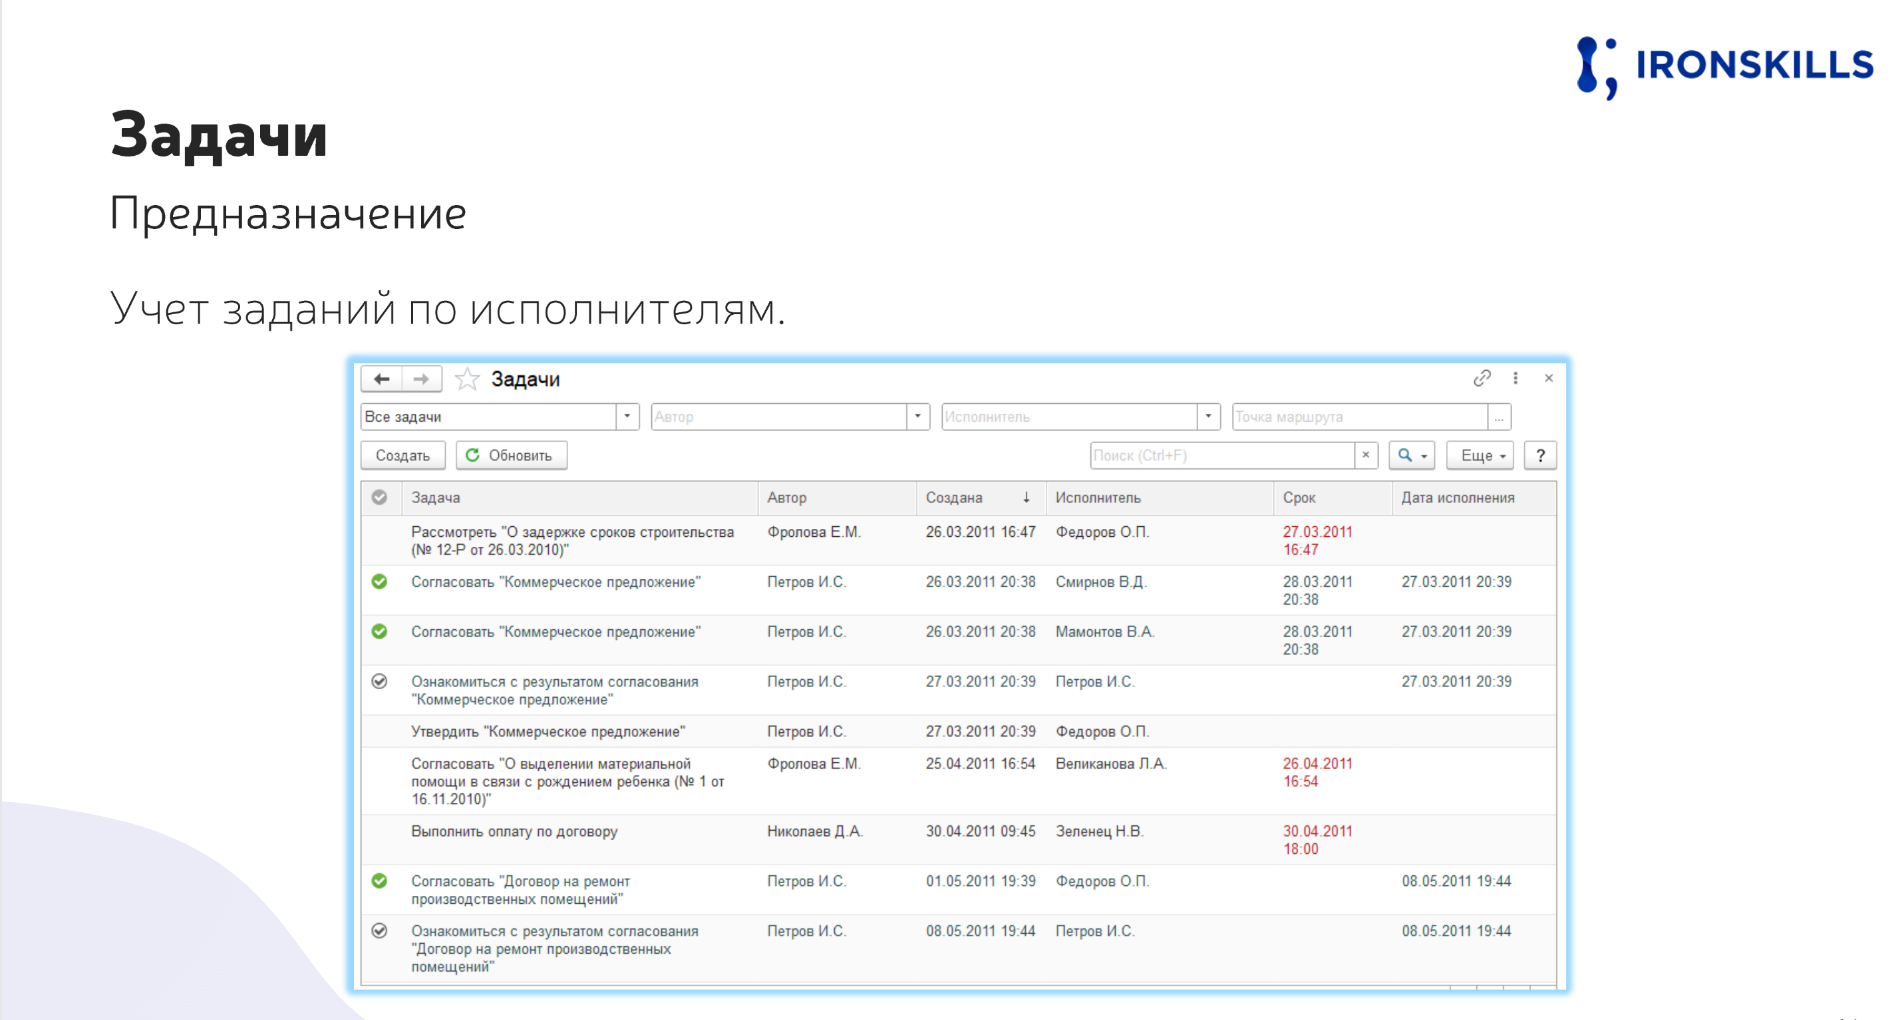 IRONSKILLS
Задачи
Предназначение
Учет заданий по исполнителям.
Задачи
Все задачи Автор Исполнитель Точка маршрута ...
Создать Обновить Поиск (Ctrl+F) × Еще ?
Задача Автор Создана ↓ Исполнитель Срок Дата исполнения
Рассмотреть "О задержке сроков строительства Фролова Е.М. 26.03.2011 16:47 Федоров О.П. 27.03.2011
(№ 12-Р от 26.03.2010)" 16:47
Согласовать "Коммерческое предложение" Петров И.С. 26.03.2011 20:38 Смирнов В.Д. 28.03.2011 27.03.2011 20:39
20:38
Согласовать "Коммерческое предложение" Петров И.С. 26.03.2011 20:38 Мамонтов В.А. 28.03.2011 27.03.2011 20:39
20:38
Ознакомиться с результатом согласования Петров И.С. 27.03.2011 20:39 Петров И.С. 27.03.2011 20:39
"Коммерческое предложение"
Утвердить "Коммерческое предложение" Петров И.С. 27.03.2011 20:39 Федоров О.П.
Согласовать "О выделении материальной Фролова Е.М. 25.04.2011 16:54 Великанова Л.А. 26.04.2011
помощи в связи с рождением ребенка (№ 1 от 16:54
16.11.2010)"
Выполнить оплату по договору Николаев Д.А. 30.04.2011 09:45 Зеленец Н.В. 30.04.2011
18:00
Согласовать "Договор на ремонт Петров И.С. 01.05.2011 19:39 Федоров О.П. 08.05.2011 19:44
производственных помещений"
Ознакомиться с результатом согласования Петров И.С. 08.05.2011 19:44 Петров И.С. 08.05.2011 19:44
"Договор на ремонт производственных
помещений"